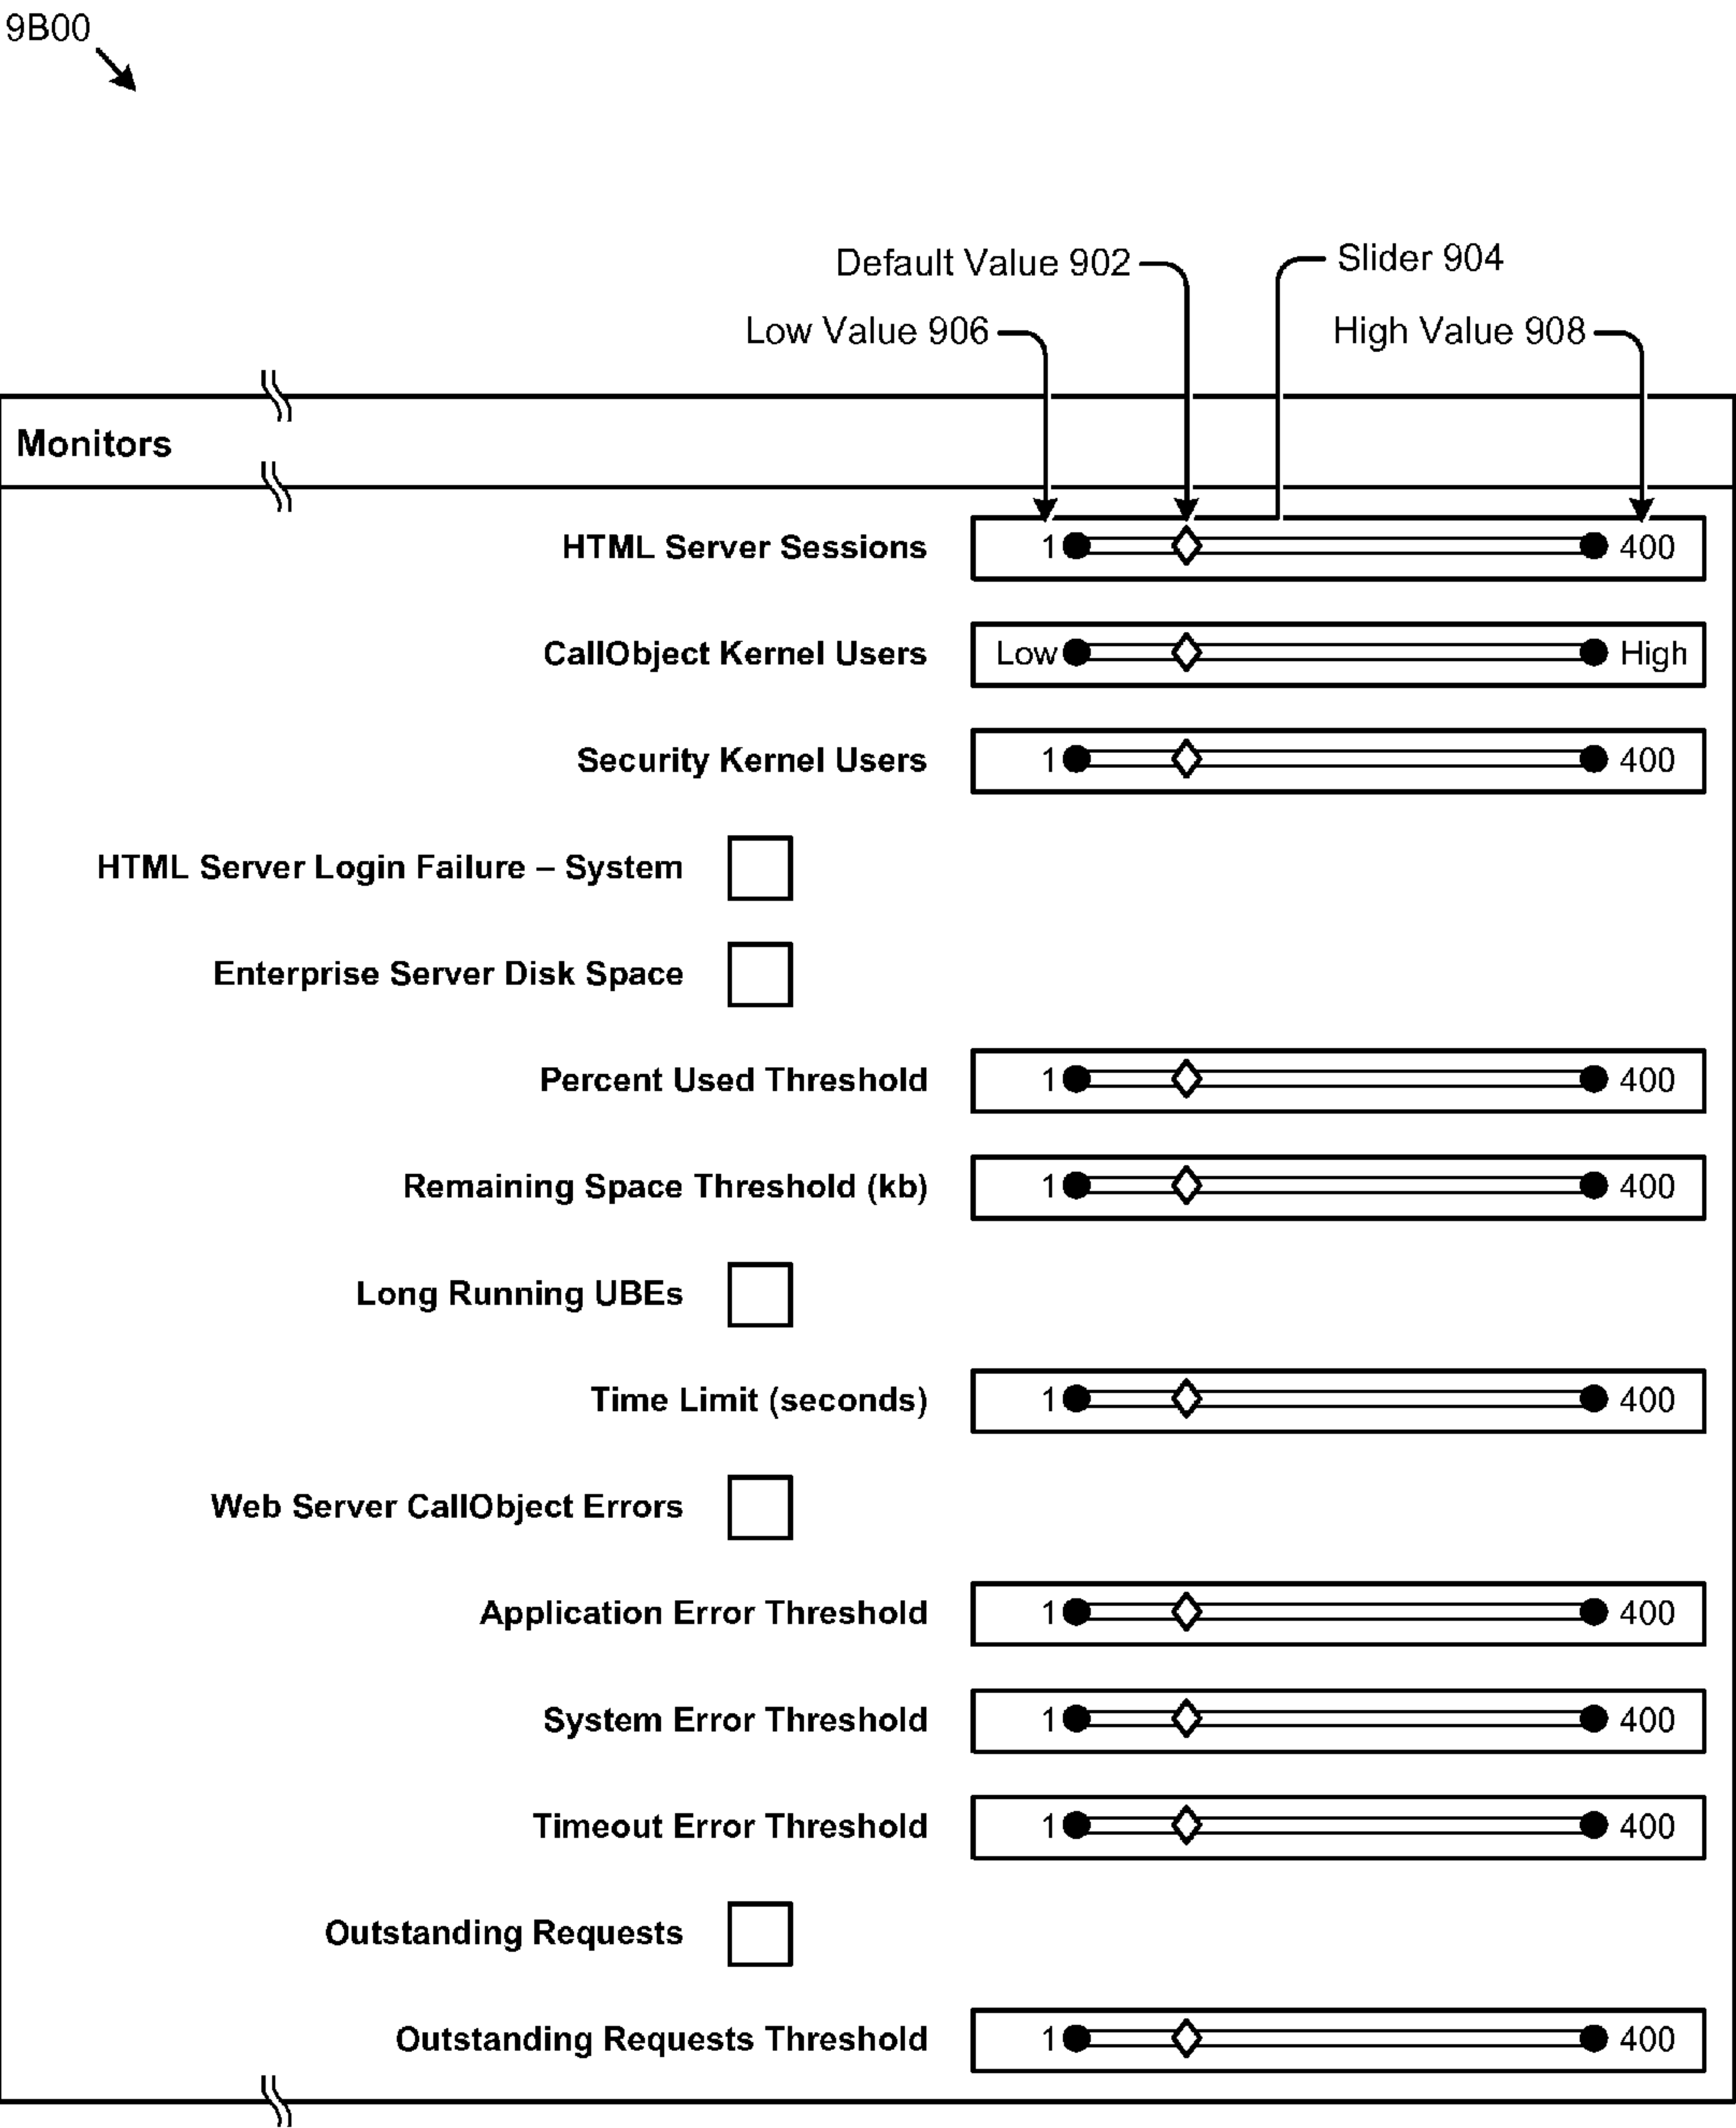 9B00
Default Value 902
Slider 904
Low Value 906
High Value 908
Monitors
HTML Server Sessions 1 400
CallObject Kernel Users Low High
Security Kernel Users 1 400
HTML Server Login Failure – System
Enterprise Server Disk Space
Percent Used Threshold 1 400
Remaining Space Threshold (kb) 1 400
Long Running UBEs
Time Limit (seconds) 1 400
Web Server CallObject Errors
Application Error Threshold 1 400
System Error Threshold 1 400
Timeout Error Threshold 1 400
Outstanding Requests
Outstanding Requests Threshold 1 400